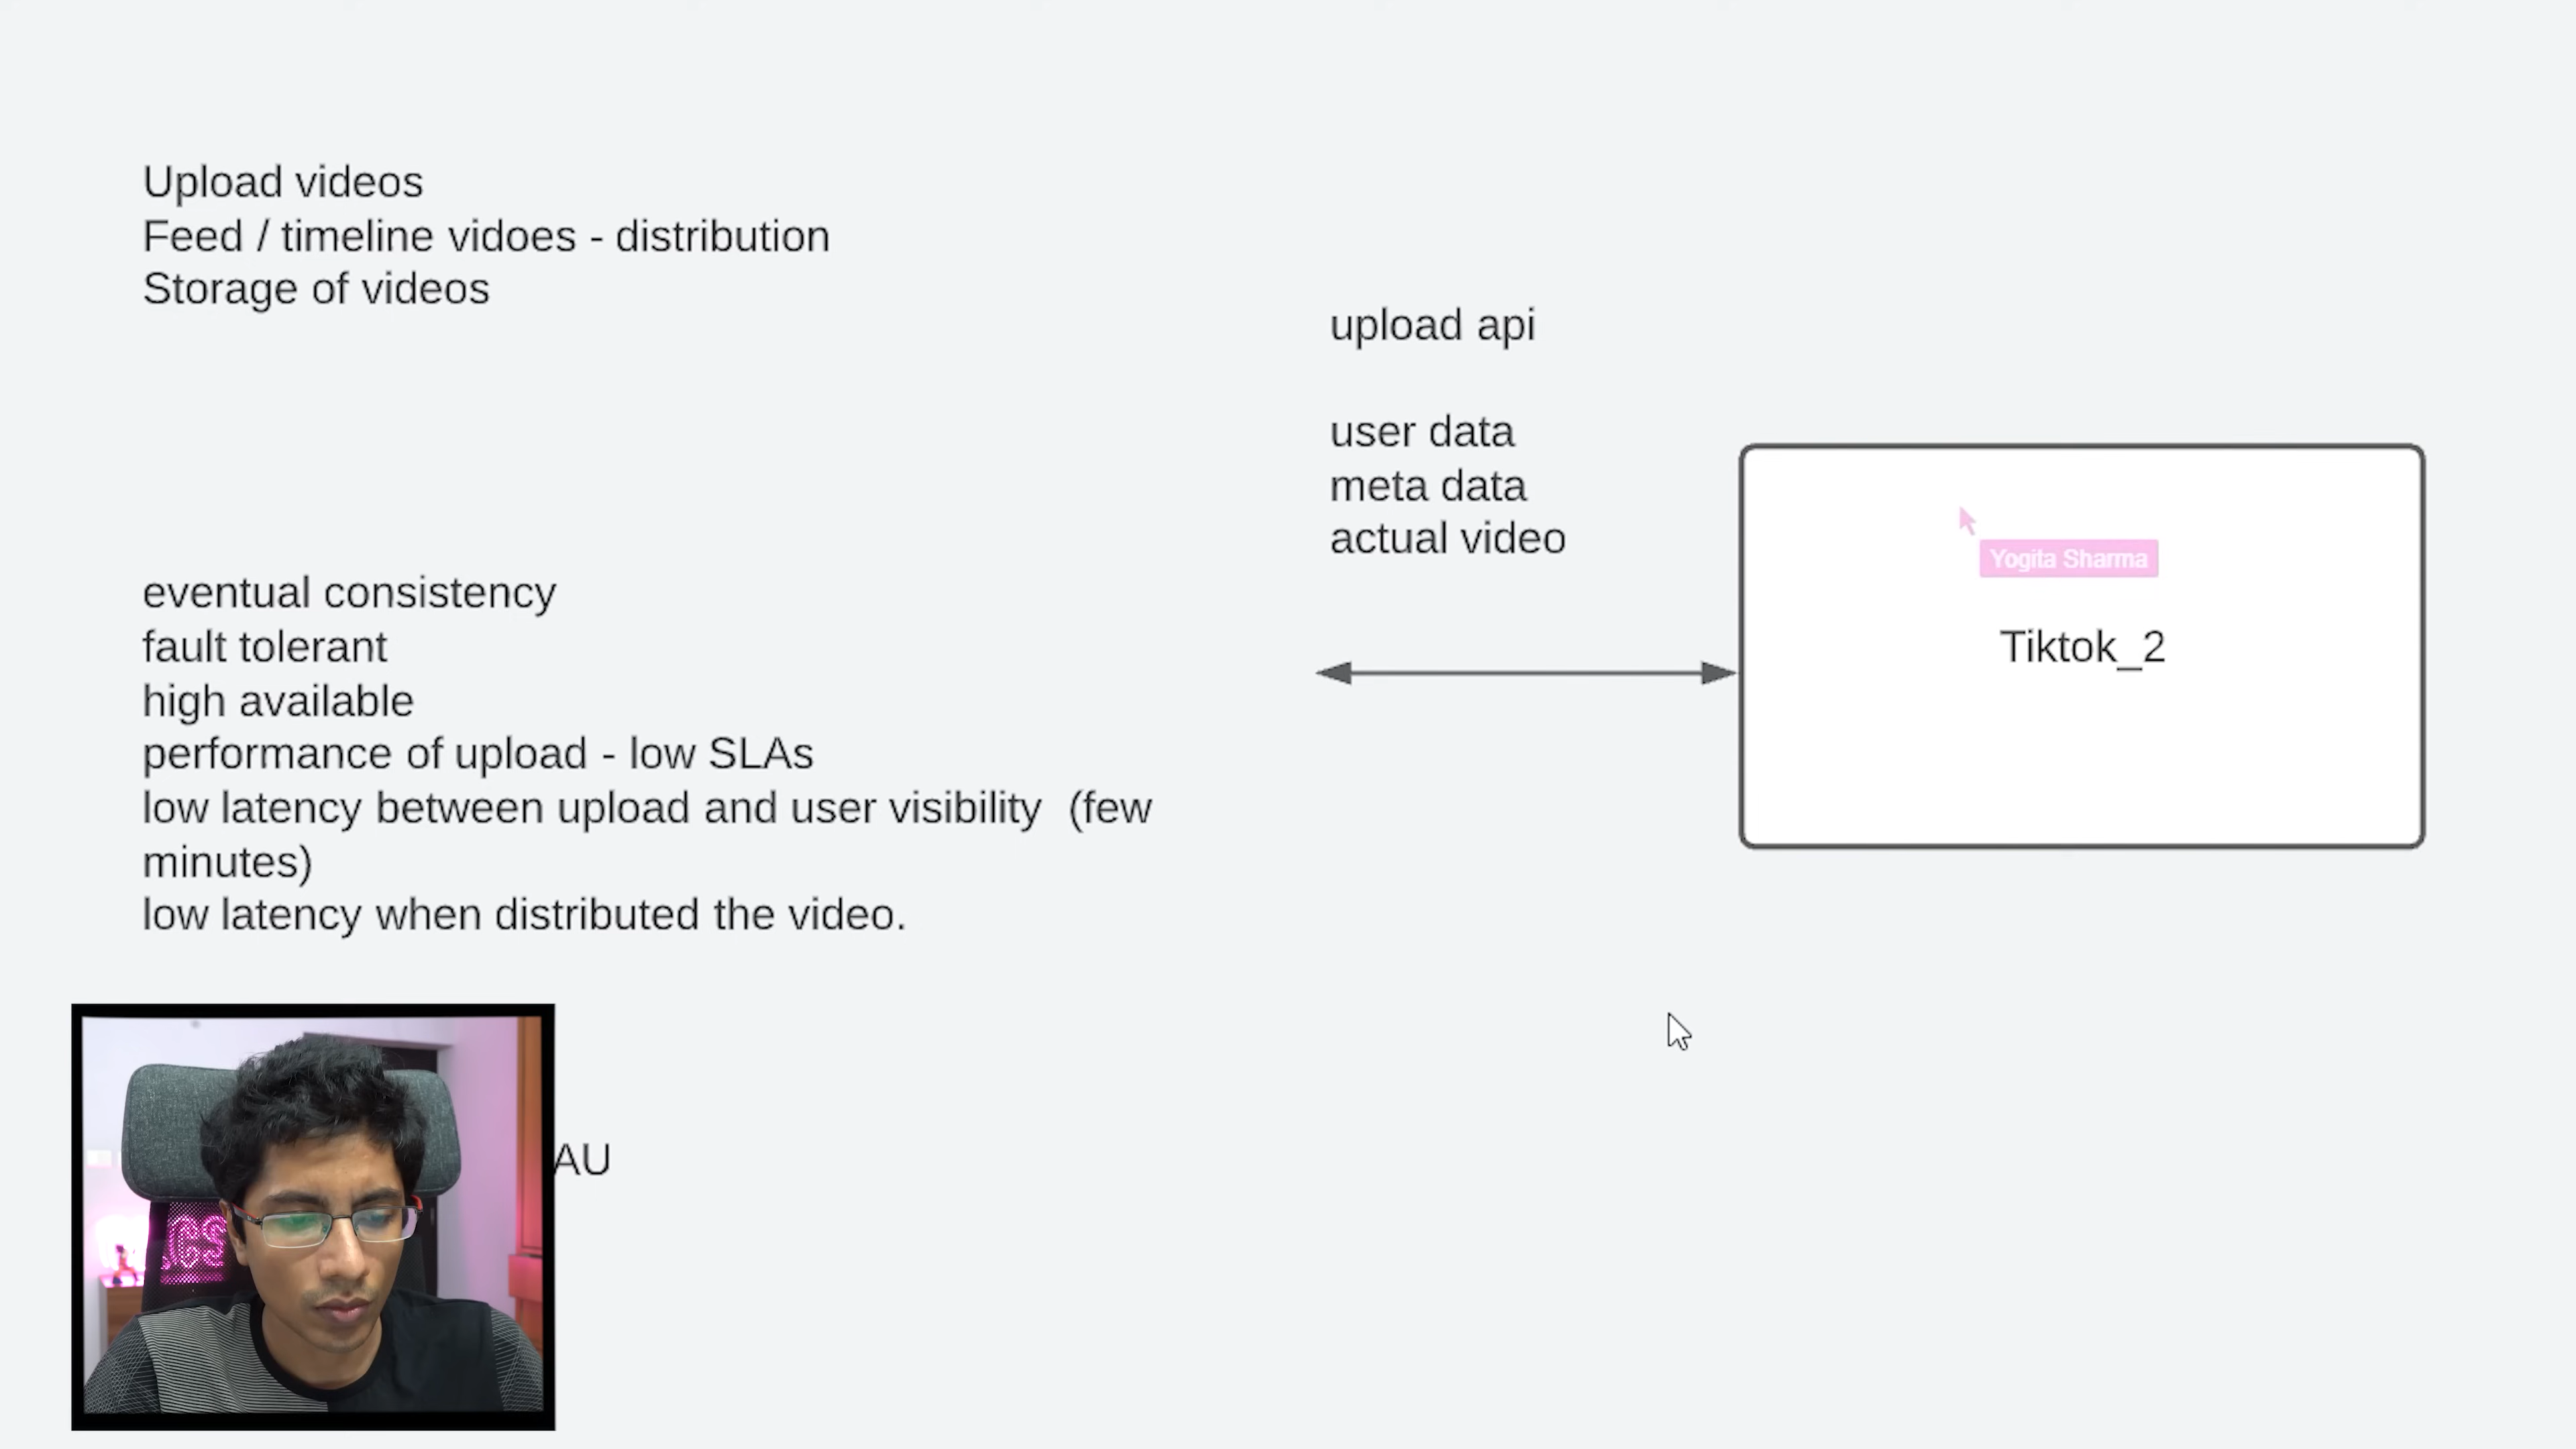 Upload videos
Feed / timeline vidoes - distribution
Storage of videos
upload api
user data
meta data
actual video
eventual consistency
fault tolerant
high available
performance of upload - low SLAs
low latency between upload and user visibility (few
minutes)
low latency when distributed the video.
Yogita Sharma
Tiktok_2
AU
CS